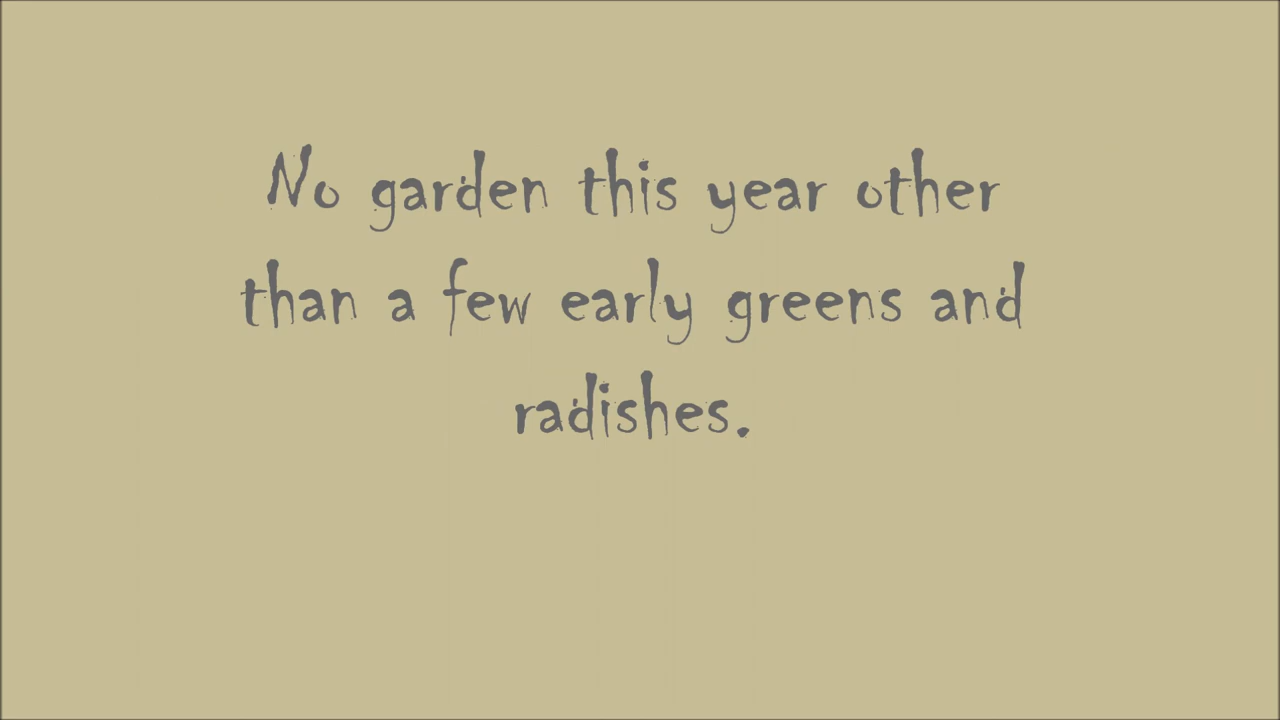 No garden this year other
than a few early greens and
radishes.